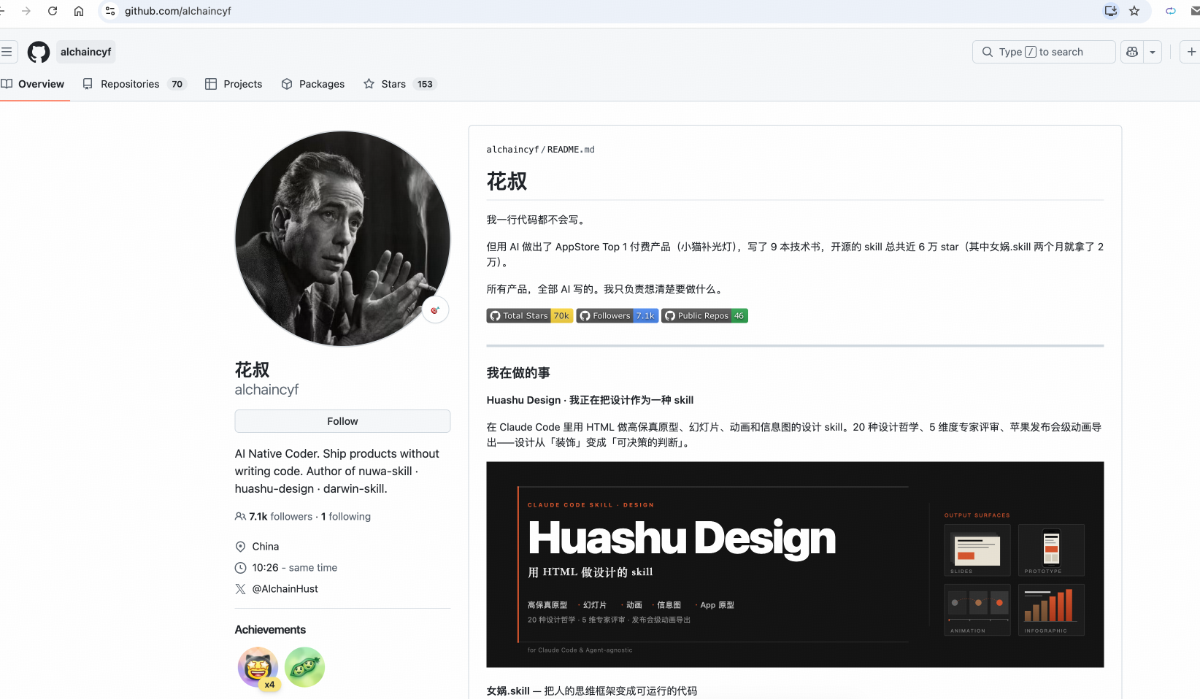 github.com/alchaincyf
alchaincyf
Type / to search
Overview
Repositories 70
Projects
Packages
Stars 153
花叔
alchaincyf
Follow
AI Native Coder. Ship products without
writing code. Author of nuwa-skill ·
huashu-design · darwin-skill.
7.1k followers · 1 following
China
10:26 - same time
@AlchainHust
Achievements
x4
alchaincyf/README.md
花叔
我一行代码都不会写。
但用 AI 做出了 AppStore Top 1 付费产品（小猫补光灯），写了 9 本技术书，开源的 skill 总共近 6 万 star（其中女娲.skill 两个月就拿了 2
万）。
所有产品，全部 AI 写的。我只负责想清楚要做什么。
Total Stars 70k Followers 7.1k Public Repos 46
我在做的事
Huashu Design · 我正在把设计作为一种 skill
在 Claude Code 里用 HTML 做高保真原型、幻灯片、动画和信息图的设计 skill。20 种设计哲学、5 维度专家评审、苹果发布会级动画导
出——设计从「装饰」变成「可决策的判断」。
CLAUDE CODE SKILL · DESIGN
Huashu Design
用 HTML 做设计的 skill
高保真原型 · 幻灯片 · 动画 · 信息图 · App 原型
20 种设计哲学 · 5 维专家评审 · 发布会级动画导出
for Claude Code & Agent-agnostic
OUTPUT SURFACES
SLIDES
PROTOTYPE
ANIMATION
INFOGRAPHIC
女娲.skill — 把人的思维框架变成可运行的代码